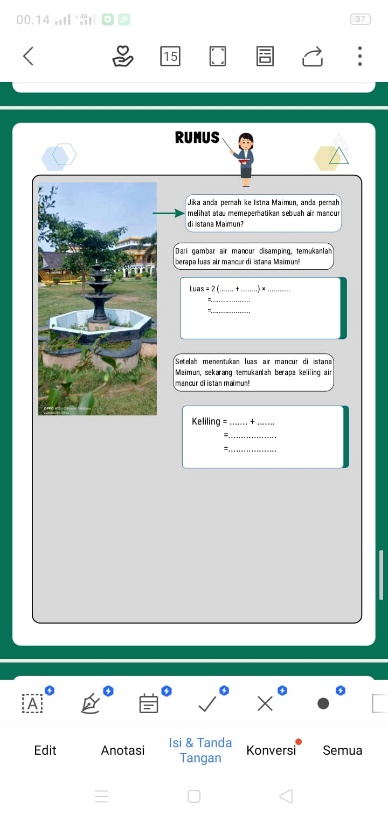 00.14
37
15
RUMUS
Jika anda pernah ke Istna Maimun, anda pernah
melihat atau memeperhatikan sebuah air mancur
di istana Maimun?
Dari gambar air mancur disamping, temukanlah
berapa luas air mancur di istana Maimun!
Luas = 2 (....... + ........) × ............
=.....................
=.....................
Setelah menentukan luas air mancur di istana
Maimun, sekarang temukanlah berapa keliling air
mancur di istan maimun!
Keliling = ....... + .......
=...................
=...................
A
Edit
Anotasi
Isi & Tanda
Tangan
Konversi
Semua